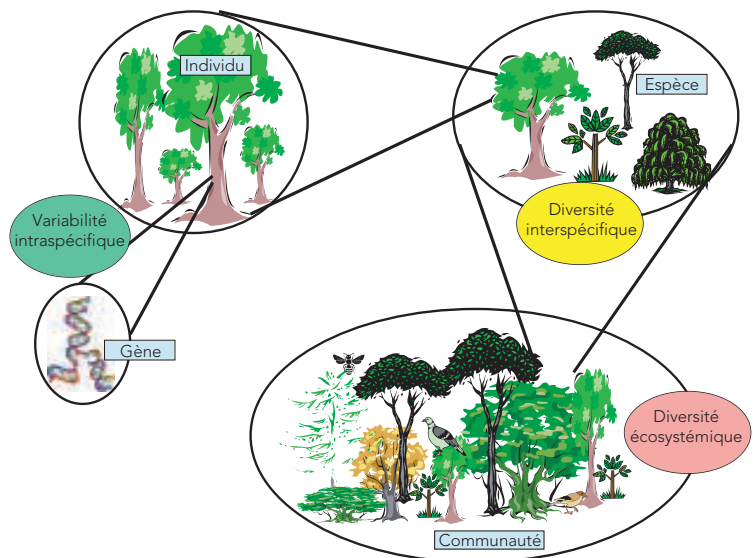 Individu
Espèce
Variabilité
intraspécifique
Diversité
interspécifique
Gène
Diversité
écosystémique
Communauté